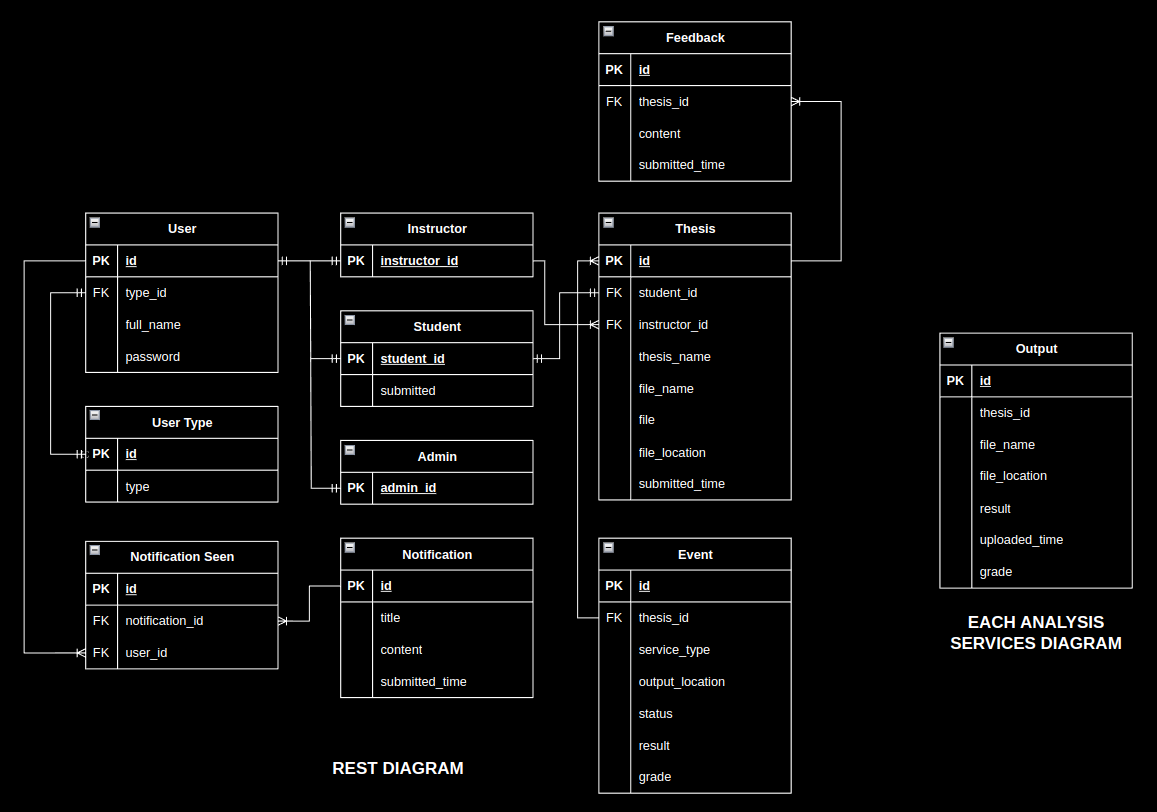 Feedback
PK id
FK thesis_id
content
submitted_time
User
PK id
FK type_id
full_name
password
Instructor
PK instructor_id
Student
PK student_id
submitted
Thesis
PK id
FK student_id
FK instructor_id
thesis_name
file_name
file
file_location
submitted_time
User Type
PK id
type
Admin
PK admin_id
Notification Seen
PK id
FK notification_id
FK user_id
Notification
PK id
title
content
submitted_time
Event
PK id
FK thesis_id
service_type
output_location
status
result
grade
REST DIAGRAM
Output
PK id
thesis_id
file_name
file_location
result
uploaded_time
grade
EACH ANALYSIS
SERVICES DIAGRAM